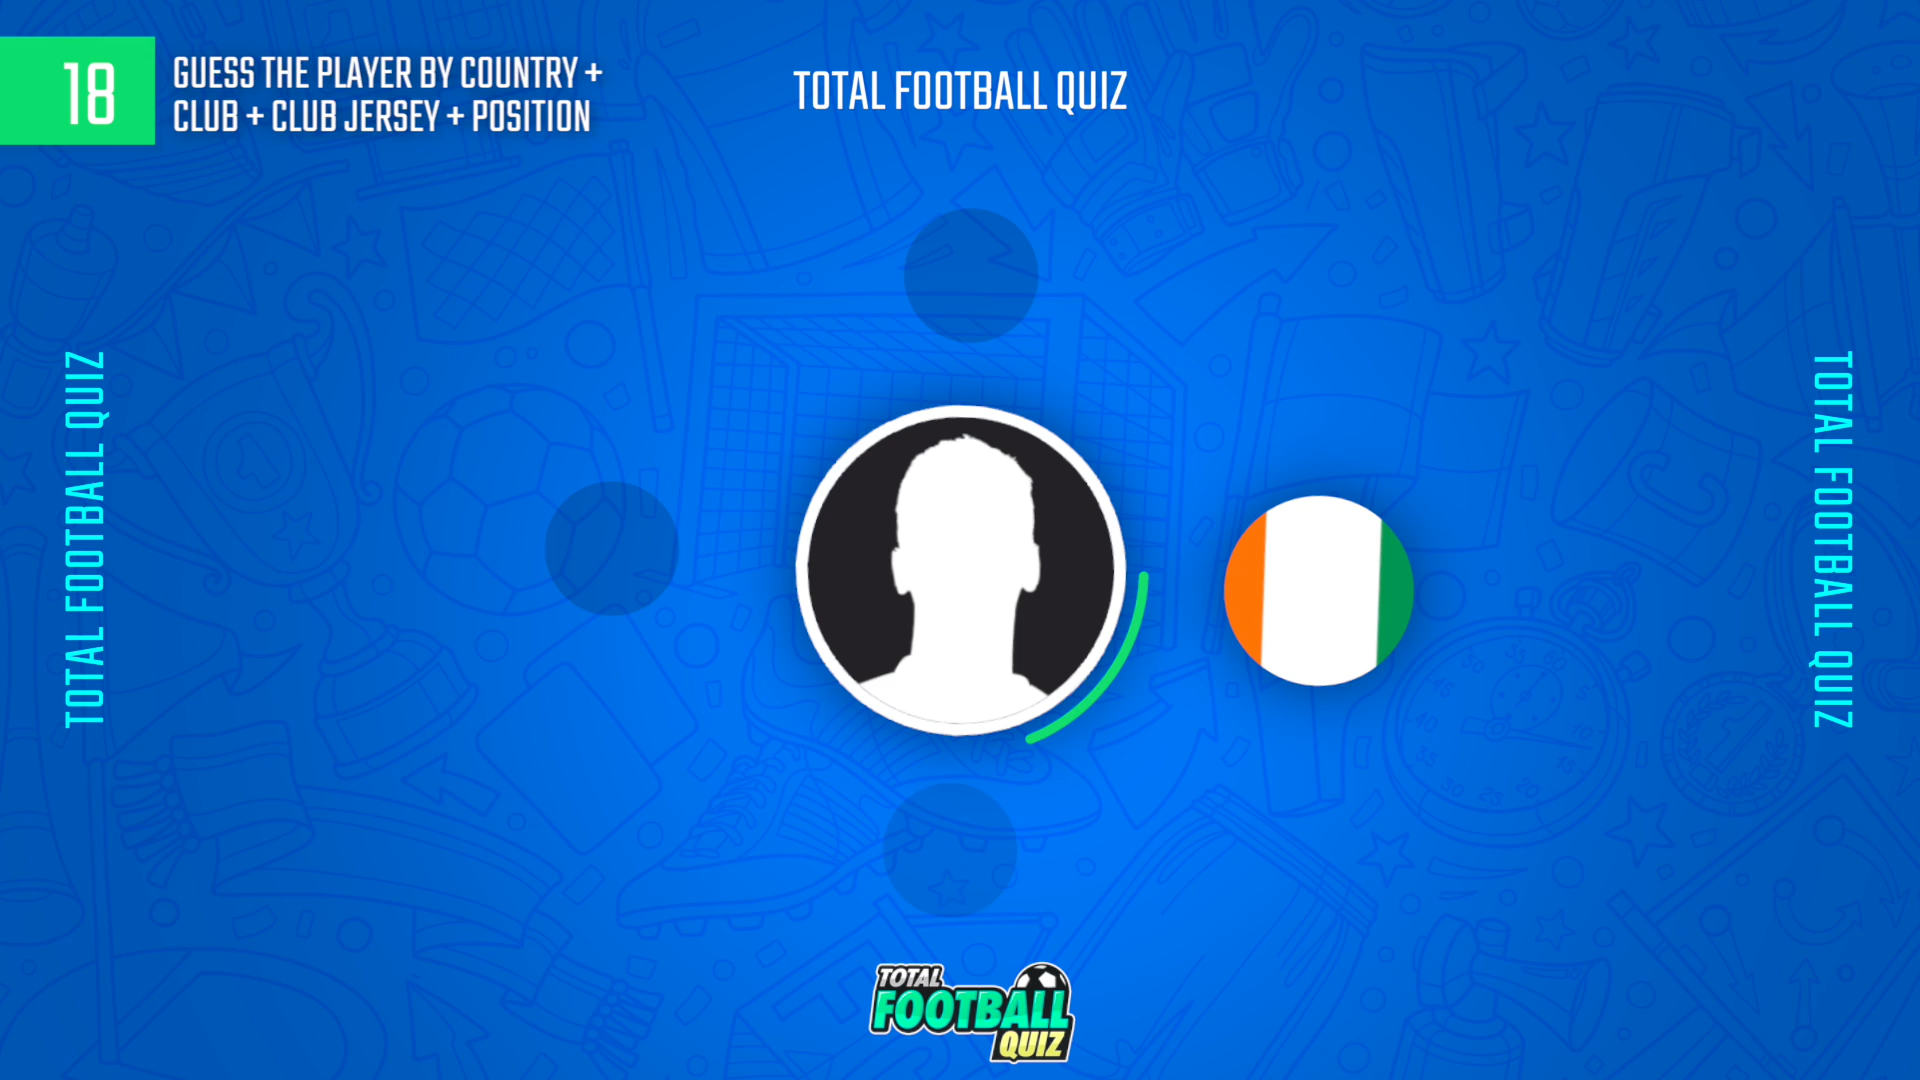 18
GUESS THE PLAYER BY COUNTRY +
CLUB + CLUB JERSEY + POSITION
TOTAL FOOTBALL QUIZ
TOTAL FOOTBALL QUIZ
TOTAL FOOTBALL QUIZ
TOTAL
FOOTBALL
QUIZ